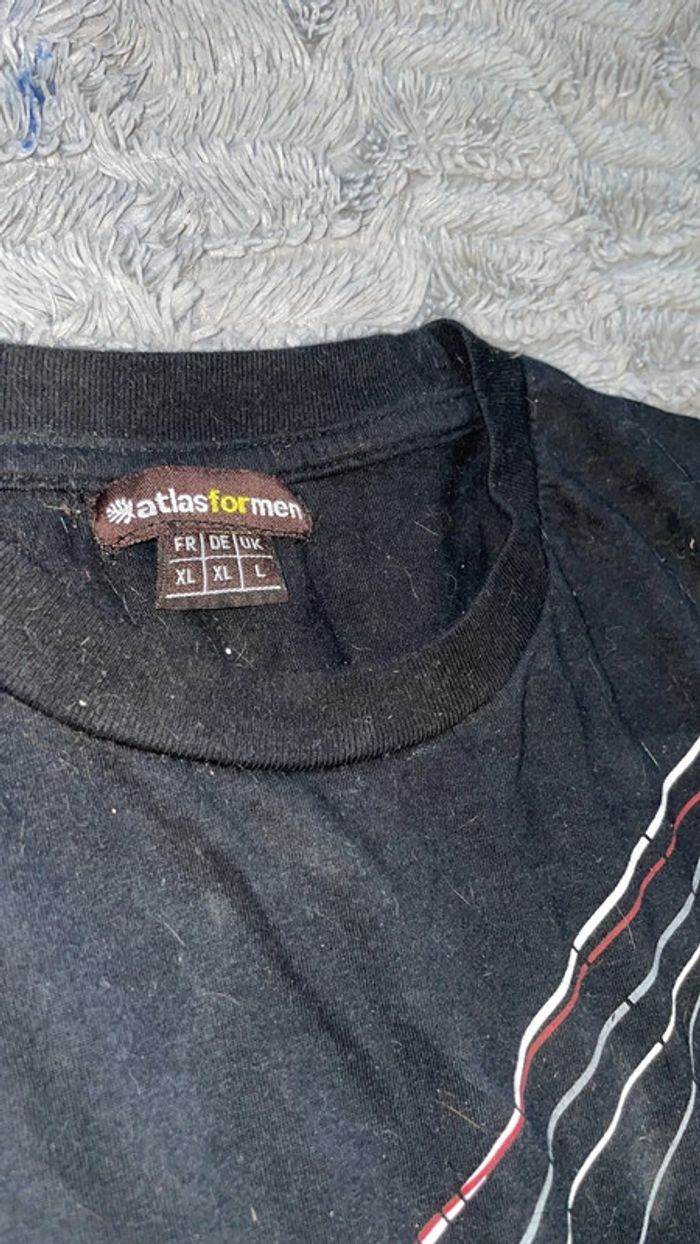 atlasformen
FR DE UK
XL XL L